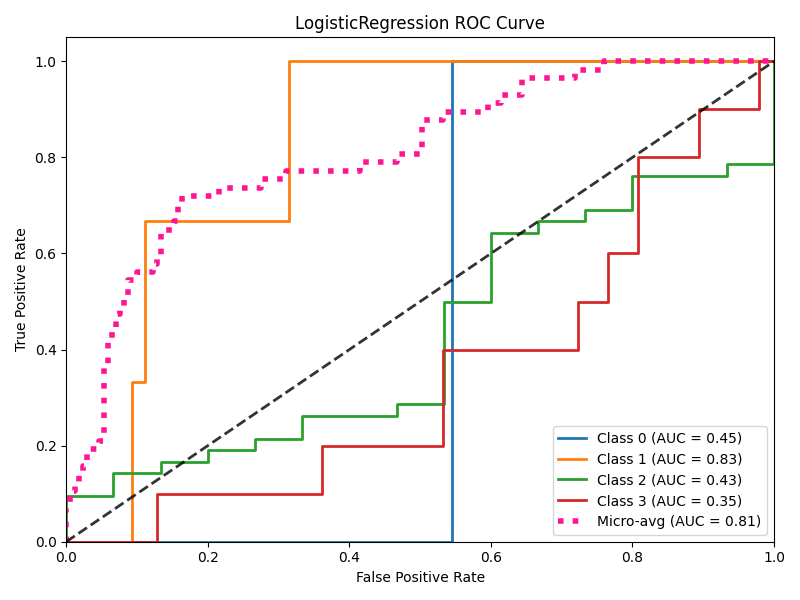 LogisticRegression ROC Curve
1.0
0.8
0.6
0.4
0.2
0.0
True Positive Rate
Class 0 (AUC = 0.45)
Class 1 (AUC = 0.83)
Class 2 (AUC = 0.43)
Class 3 (AUC = 0.35)
Micro-avg (AUC = 0.81)
0.0 0.2 0.4 0.6 0.8 1.0
False Positive Rate